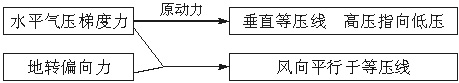 水平气压梯度力
原动力
垂直等压线 高压指向低压
地转偏向力
风向平行于等压线